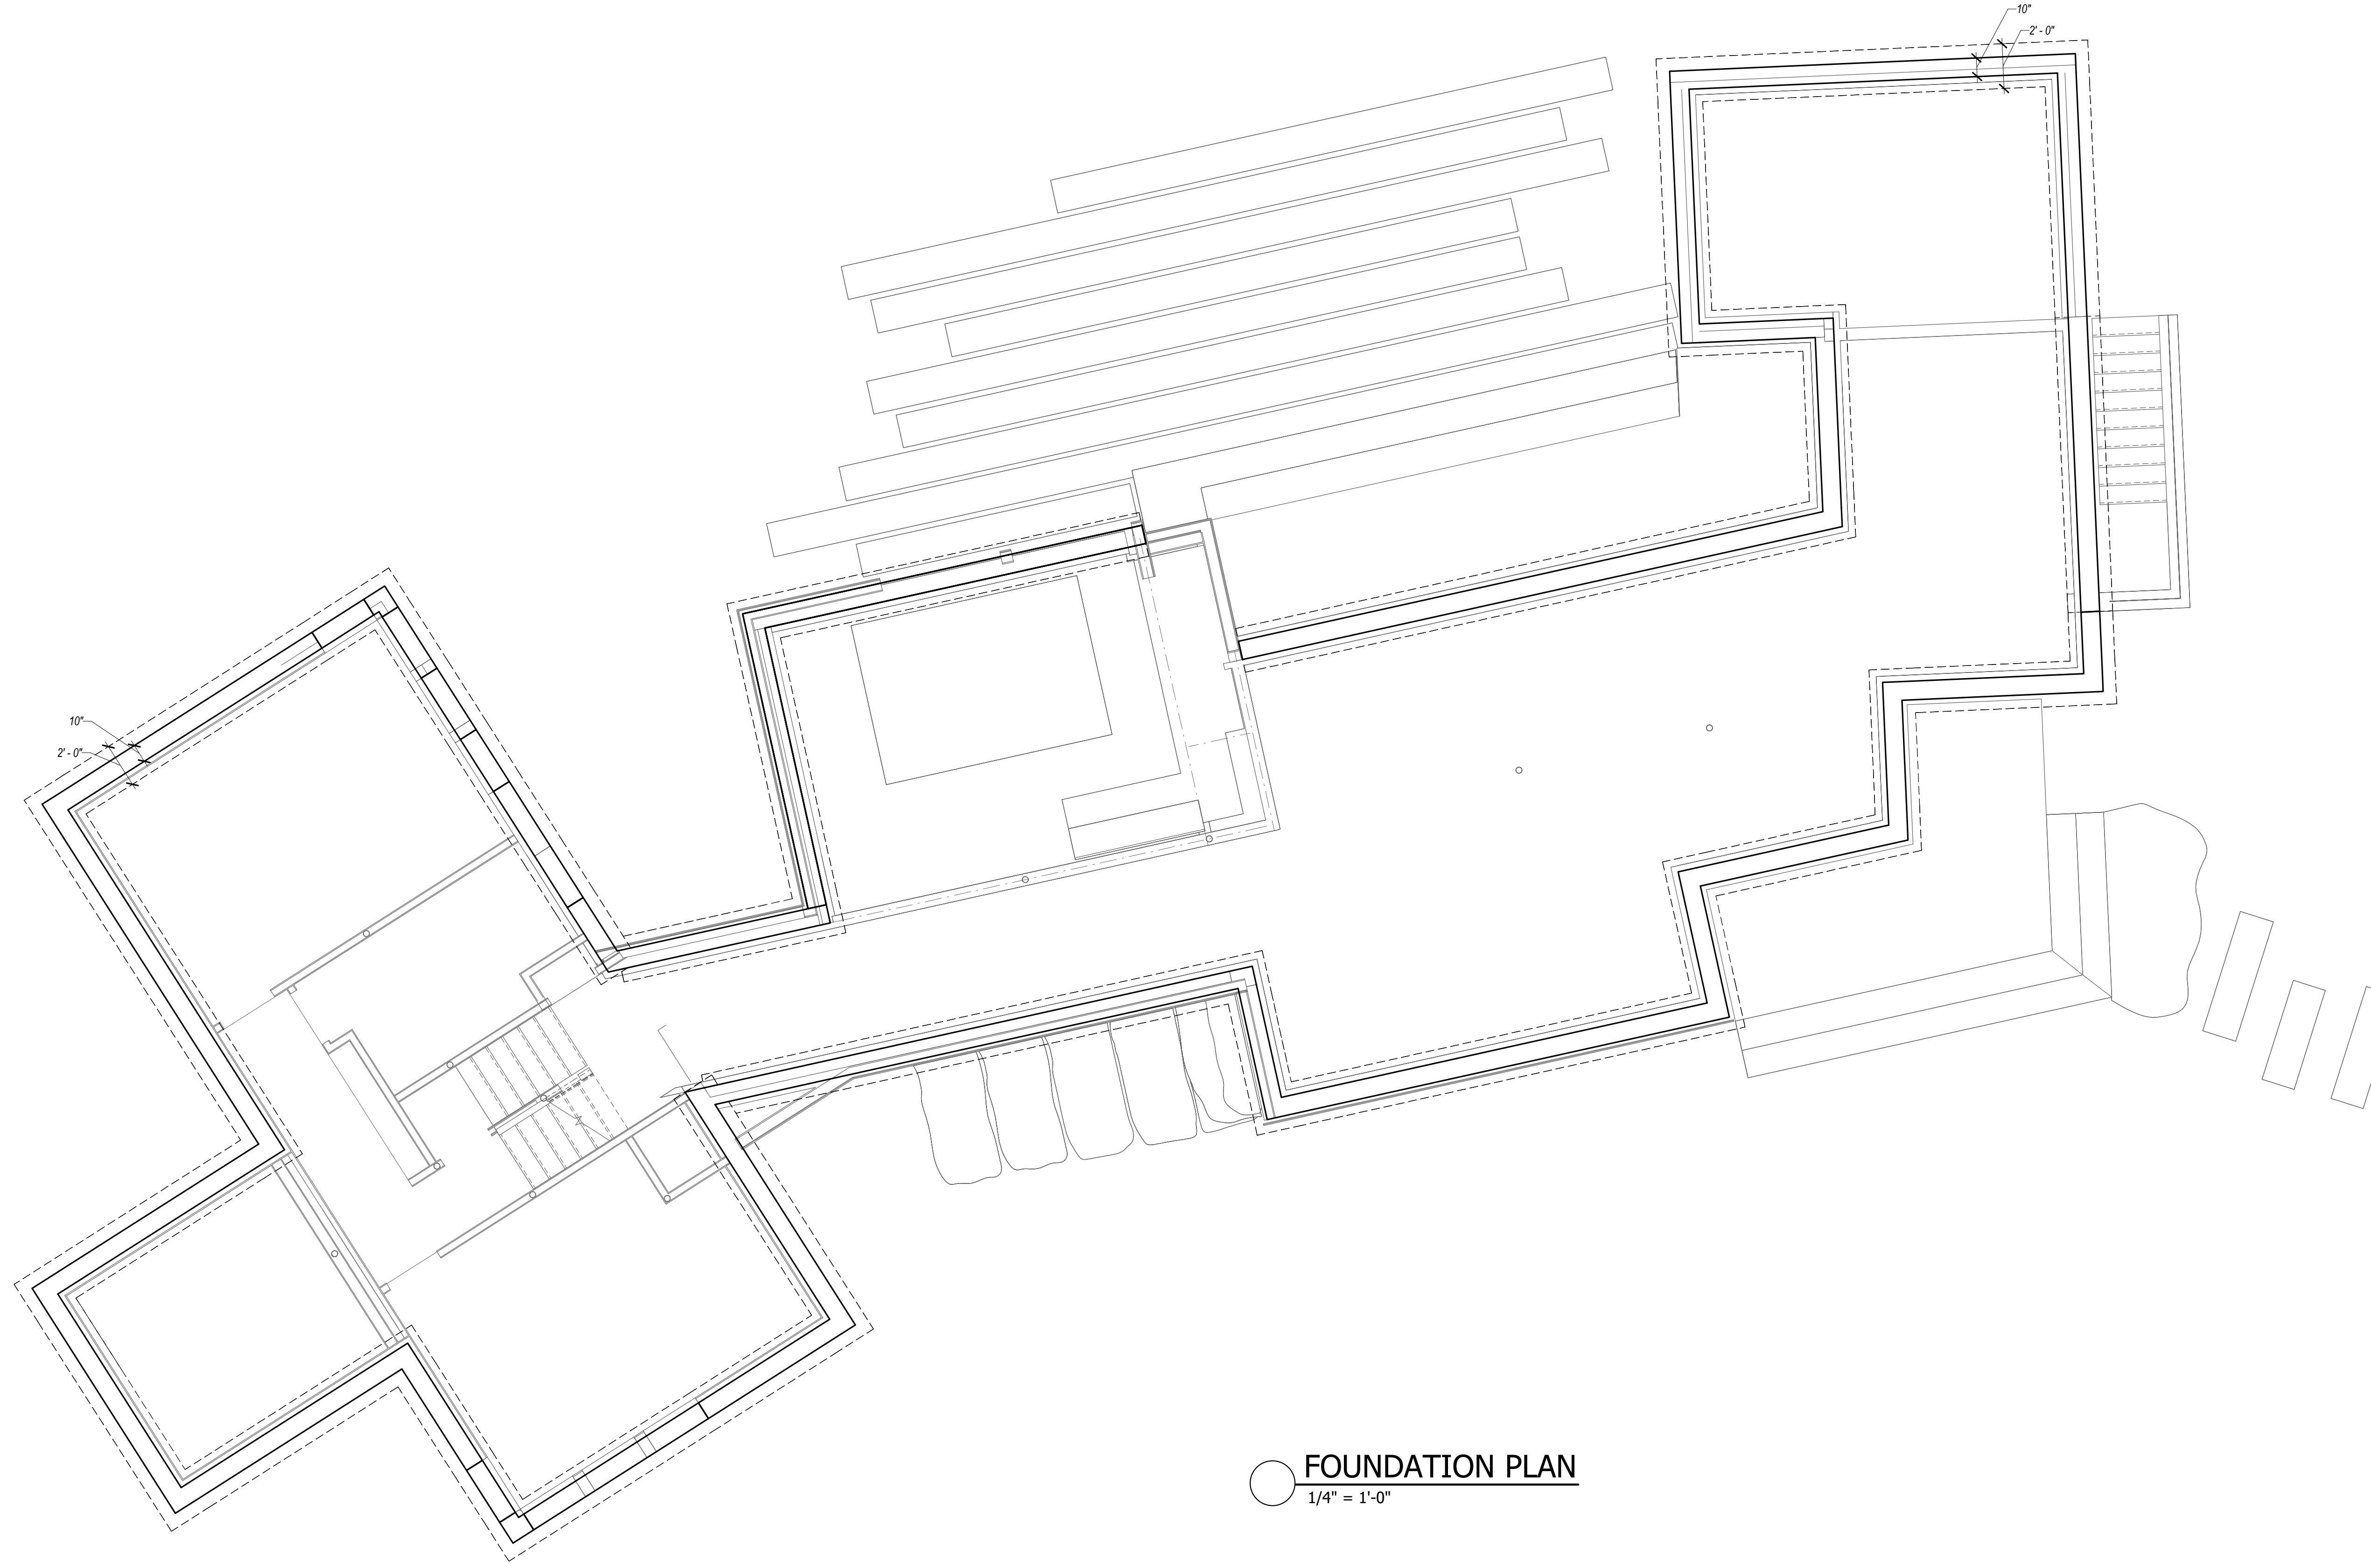 10"
2' - 0"
10"
2' - 0"
FOUNDATION PLAN
1/4" = 1'-0"